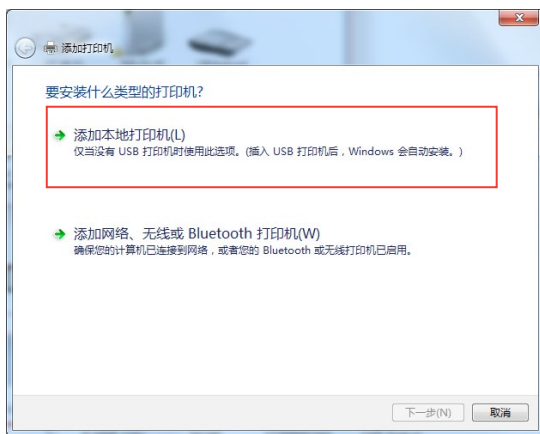 添加打印机
要安装什么类型的打印机?
添加本地打印机(L)
仅当没有 USB 打印机时使用此选项。(插入 USB 打印机后，Windows 会自动安装。)
添加网络、无线或 Bluetooth 打印机(W)
确保您的计算机已连接到网络，或者您的 Bluetooth 或无线打印机已启用。
下一步(N) 取消